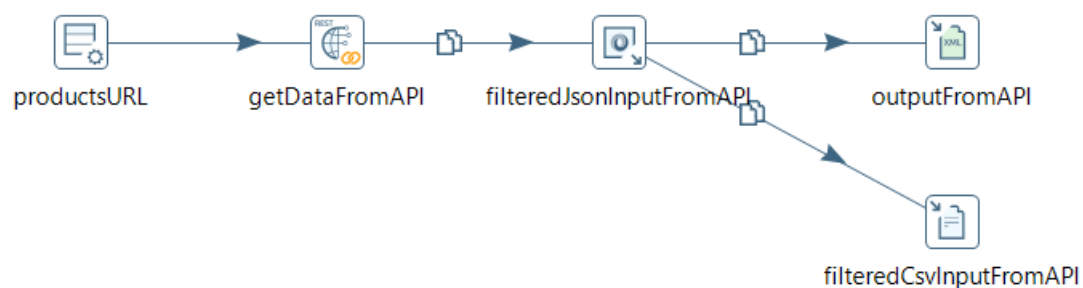 REST
XML
productsURL
getDataFromAPI
filteredJsonInputFromAPI
outputFromAPI
filteredCsvInputFromAPI